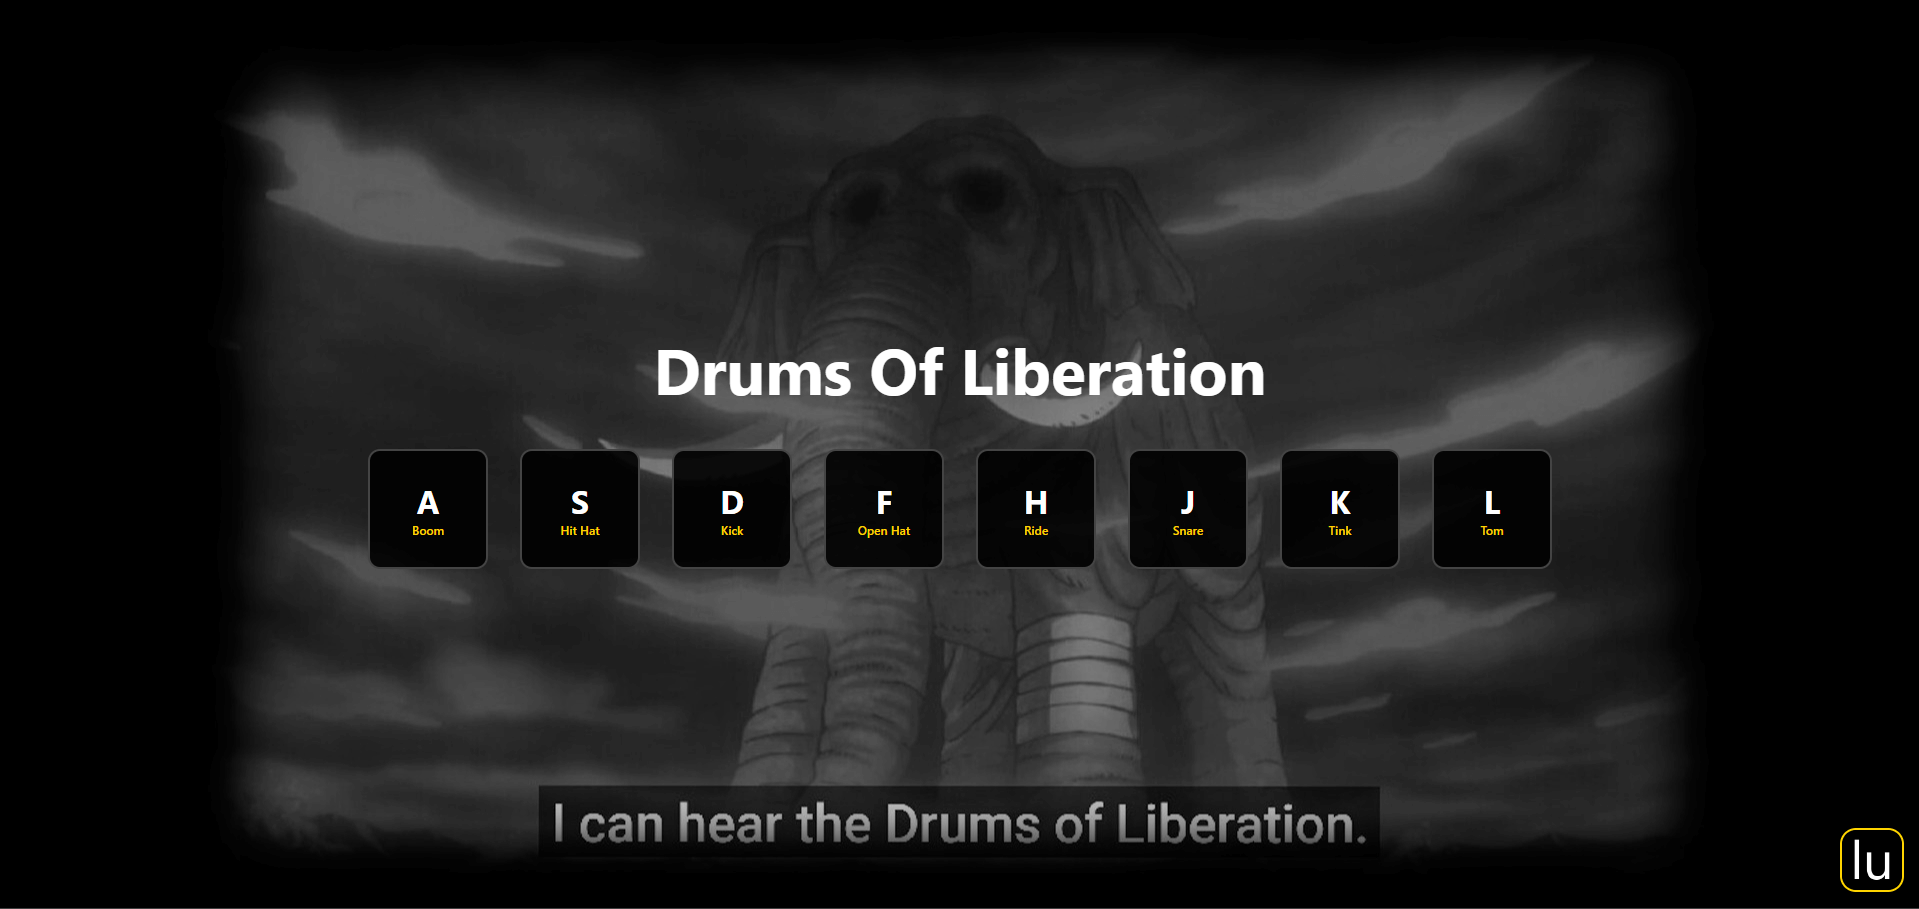 Drums Of Liberation
A S D F H J K L
Boom Hit Hat Kick Open Hat Ride Snare Tink Tom
I can hear the Drums of Liberation.
lu